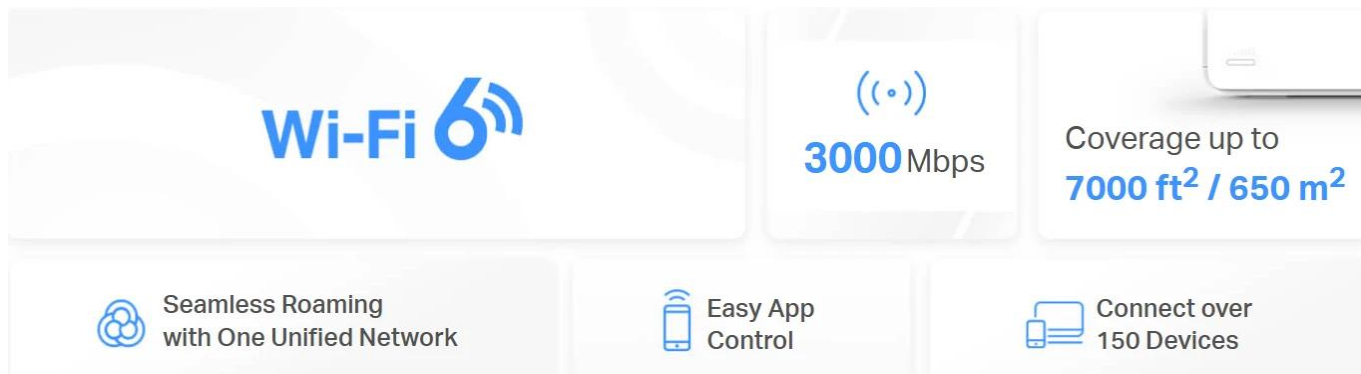 Wi-Fi 6
3000 Mbps
Coverage up to
7000 ft² / 650 m²
Seamless Roaming
with One Unified Network
Easy App
Control
Connect over
150 Devices